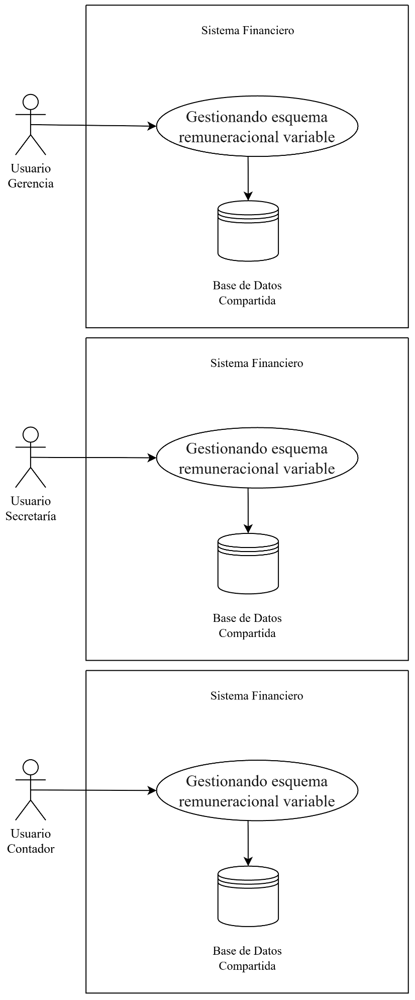 Sistema Financiero
Gestionando esquema
remuneracional variable
Usuario
Gerencia
Base de Datos
Compartida
Sistema Financiero
Gestionando esquema
remuneracional variable
Usuario
Secretaría
Base de Datos
Compartida
Sistema Financiero
Gestionando esquema
remuneracional variable
Usuario
Contador
Base de Datos
Compartida